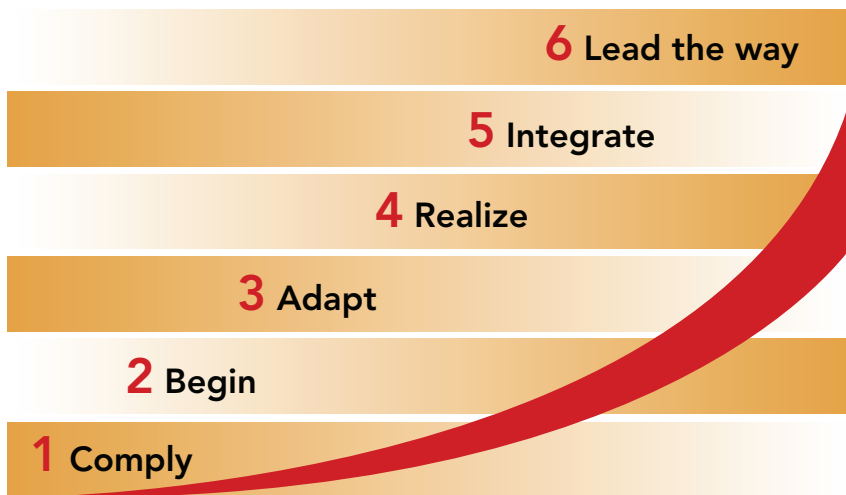 6 Lead the way
5 Integrate
4 Realize
3 Adapt
2 Begin
1 Comply